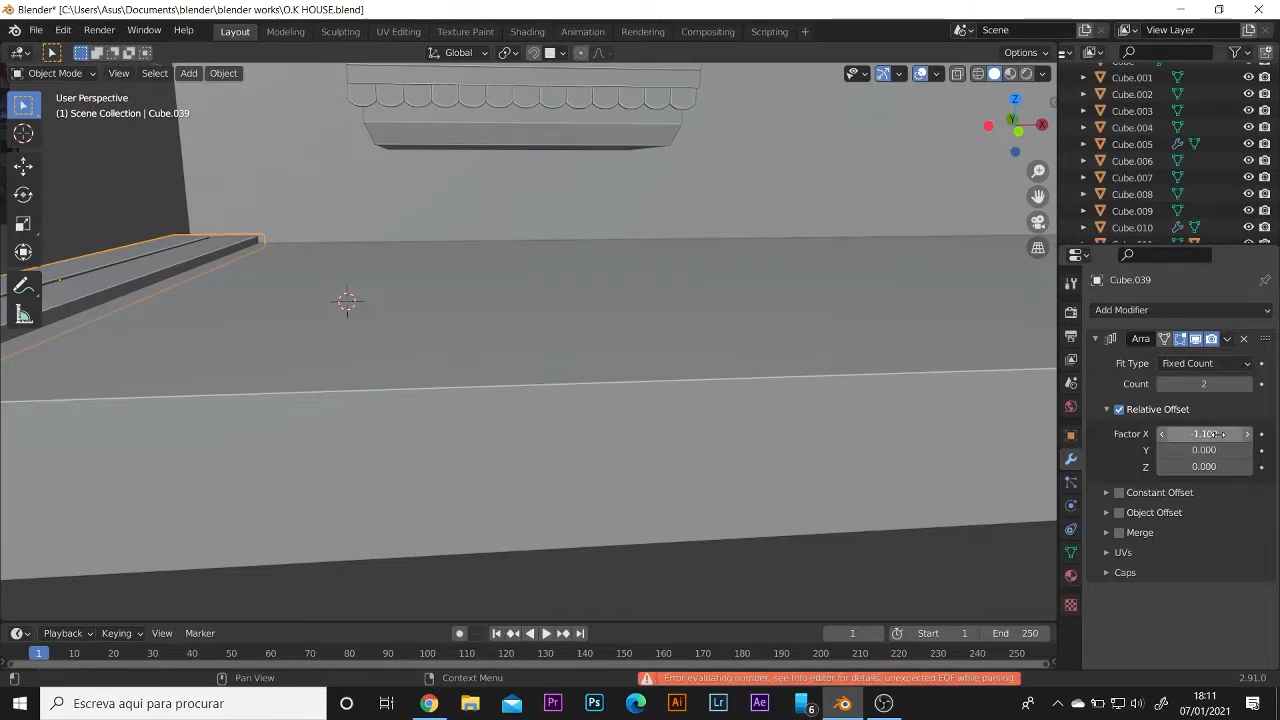 Blender* [C:\Users\Asus\Documents\blender\blender works\O.K HOUSE.blend]
File Edit Render Window Help Layout Modeling Sculpting UV Editing Texture Paint Shading Animation Rendering Compositing Scripting + Scene View Layer
Global Options
Object Mode View Select Add Object
User Perspective
(1) Scene Collection | Cube.039
Z
Y
X
Cube.001
Cube.002
Cube.003
Cube.004
Cube.005
Cube.006
Cube.007
Cube.008
Cube.009
Cube.010
Cube.039
Add Modifier
Arra
Fit Type Fixed Count
Count 2
Relative Offset
Factor X
Y 0.000
Z 0.000
Constant Offset
Object Offset
Merge
UVs
Caps
Playback Keying View Marker 1 Start 1 End 250
1 10 20 30 40 50 60 70 80 90 100 110 120 130 140 150 160 170 180 190 200 210 220 230 240 250
Pan View Context Menu Error evaluating number, see Info editor for details, unexpected EOF while parsing. 2.91.0
Escreva aqui para procurar Pr Ps Ai Lr Ae 6 18:11
07/01/2021